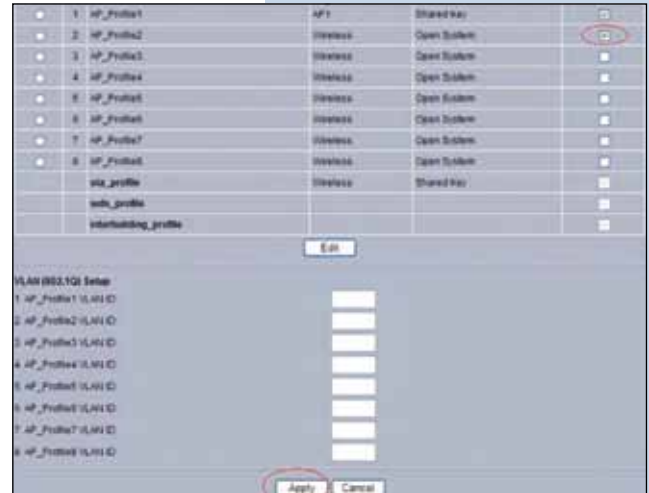 1 AP_Profile1 AP1 Shared Key
2 AP_Profile2 Wireless Open System
3 AP_Profile3 Wireless Open System
4 AP_Profile4 Wireless Open System
5 AP_Profile5 Wireless Open System
6 AP_Profile6 Wireless Open System
7 AP_Profile7 Wireless Open System
8 AP_Profile8 Wireless Open System
sta_profile Wireless Shared Key
wds_profile
interbuilding_profile
Edit
VLAN (802.1Q) Setup
1 AP_Profile1 VLAN ID
2 AP_Profile2 VLAN ID
3 AP_Profile3 VLAN ID
4 AP_Profile4 VLAN ID
5 AP_Profile5 VLAN ID
6 AP_Profile6 VLAN ID
7 AP_Profile7 VLAN ID
8 AP_Profile8 VLAN ID
Apply Cancel